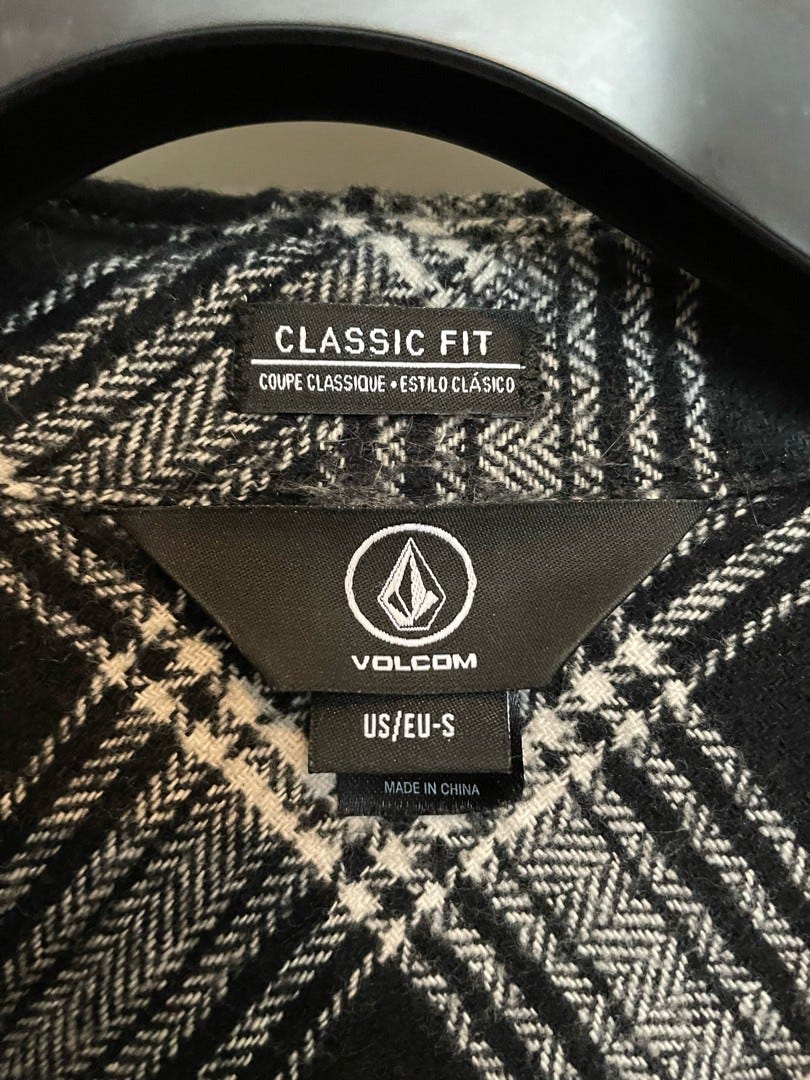 CLASSIC FIT
COUPE CLASSIQUE • ESTILO CLÁSICO
VOLCOM
US/EU-S
MADE IN CHINA